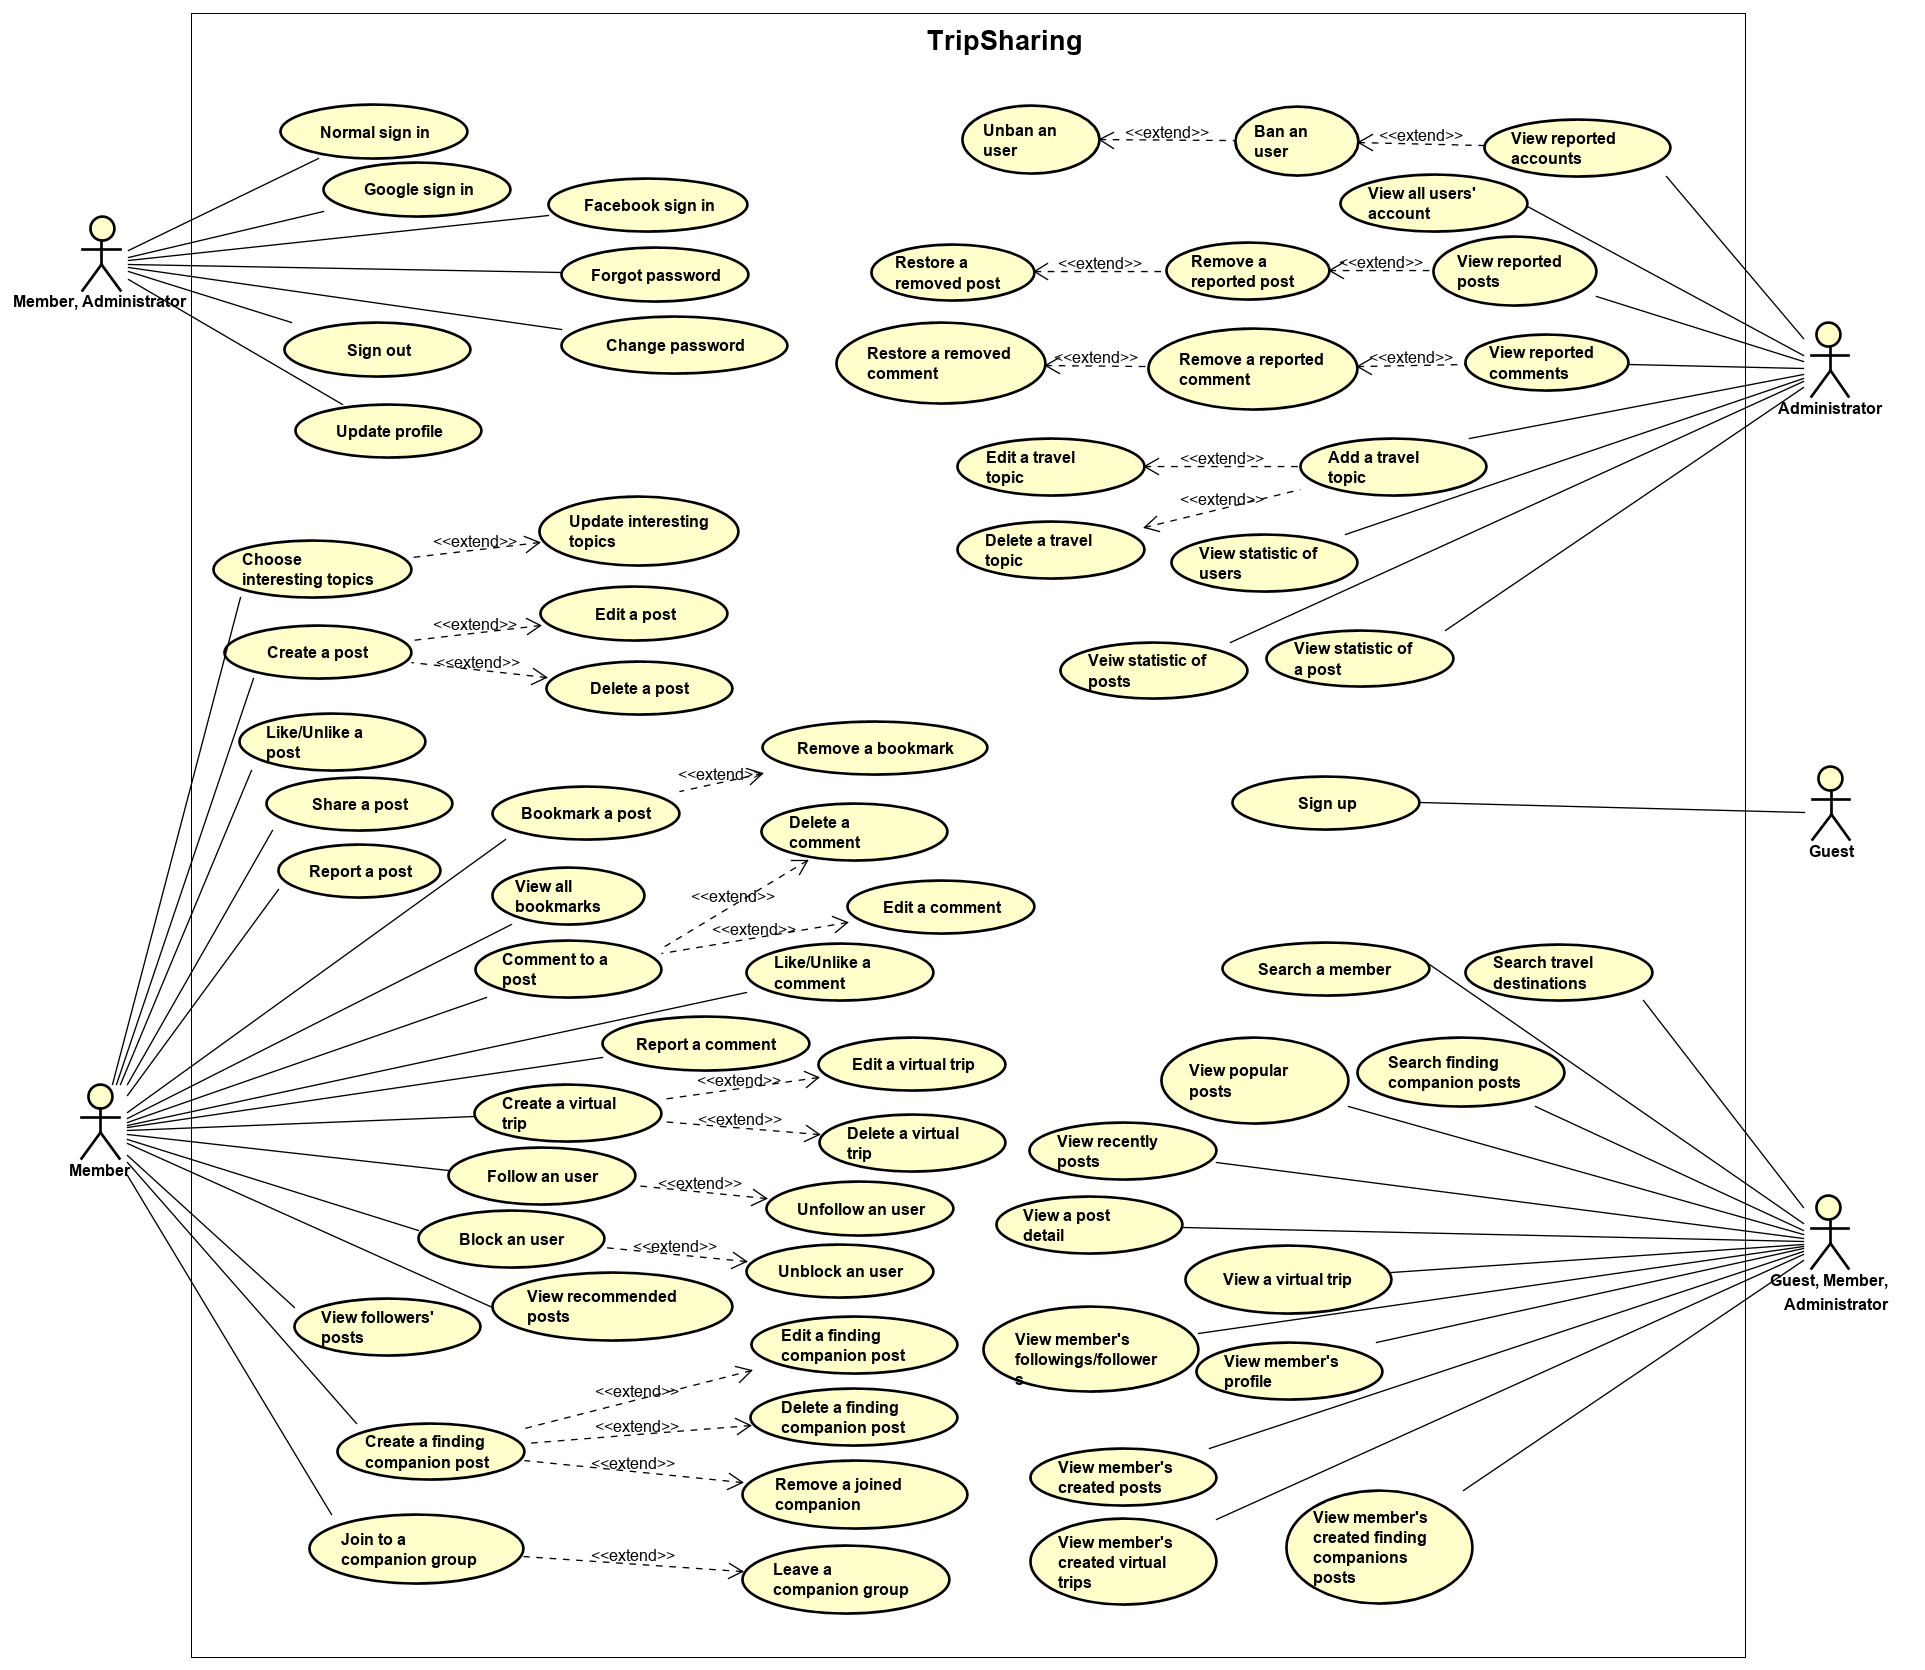 TripSharing
Normal sign in
Google sign in
Facebook sign in
Forgot password
Change password
Sign out
Update profile
Member, Administrator
Unban an
user
<<extend>>
Ban an
user
<<extend>>
View reported
accounts
View all users'
account
Restore a
removed post
<<extend>>
Remove a
reported post
<<extend>>
View reported
posts
Restore a removed
comment
<<extend>>
Remove a reported
comment
<<extend>>
View reported
comments
Administrator
Edit a travel
topic
<<extend>>
Add a travel
topic
<<extend>>
Delete a travel
topic
View statistic of
users
Veiw statistic of
posts
View statistic of
a post
Choose
interesting topics
<<extend>>
Update interesting
topics
Create a post
<<extend>>
Edit a post
<<extend>>
Delete a post
Like/Unlike a
post
Share a post
Report a post
Bookmark a post
<<extend>>
Remove a bookmark
View all
bookmarks
Comment to a
post
<<extend>>
Delete a
comment
<<extend>>
Edit a comment
Like/Unlike a
comment
Report a comment
Create a virtual
trip
<<extend>>
Edit a virtual trip
<<extend>>
Delete a virtual
trip
Member
Follow an user
<<extend>>
Unfollow an user
Block an user
<<extend>>
Unblock an user
View recommended
posts
View followers'
posts
Create a finding
companion post
<<extend>>
Edit a finding
companion post
<<extend>>
Delete a finding
companion post
<<extend>>
Remove a joined
companion
Join to a
companion group
<<extend>>
Leave a
companion group
Sign up
Guest
Search a member
Search travel
destinations
View popular
posts
Search finding
companion posts
View recently
posts
View a post
detail
View a virtual trip
Guest, Member,
Administrator
View member's
followings/follower
s
View member's
profile
View member's
created posts
View member's
created virtual
trips
View member's
created finding
companions
posts